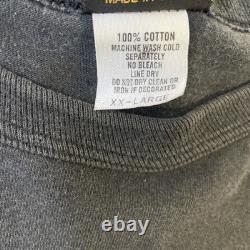 MADE IN
100% COTTON
MACHINE WASH COLD
SEPARATELY
NO BLEACH
LINE DRY
DO NOT DRY CLEAN OR
IRON IF DECORATED
XX-LARGE